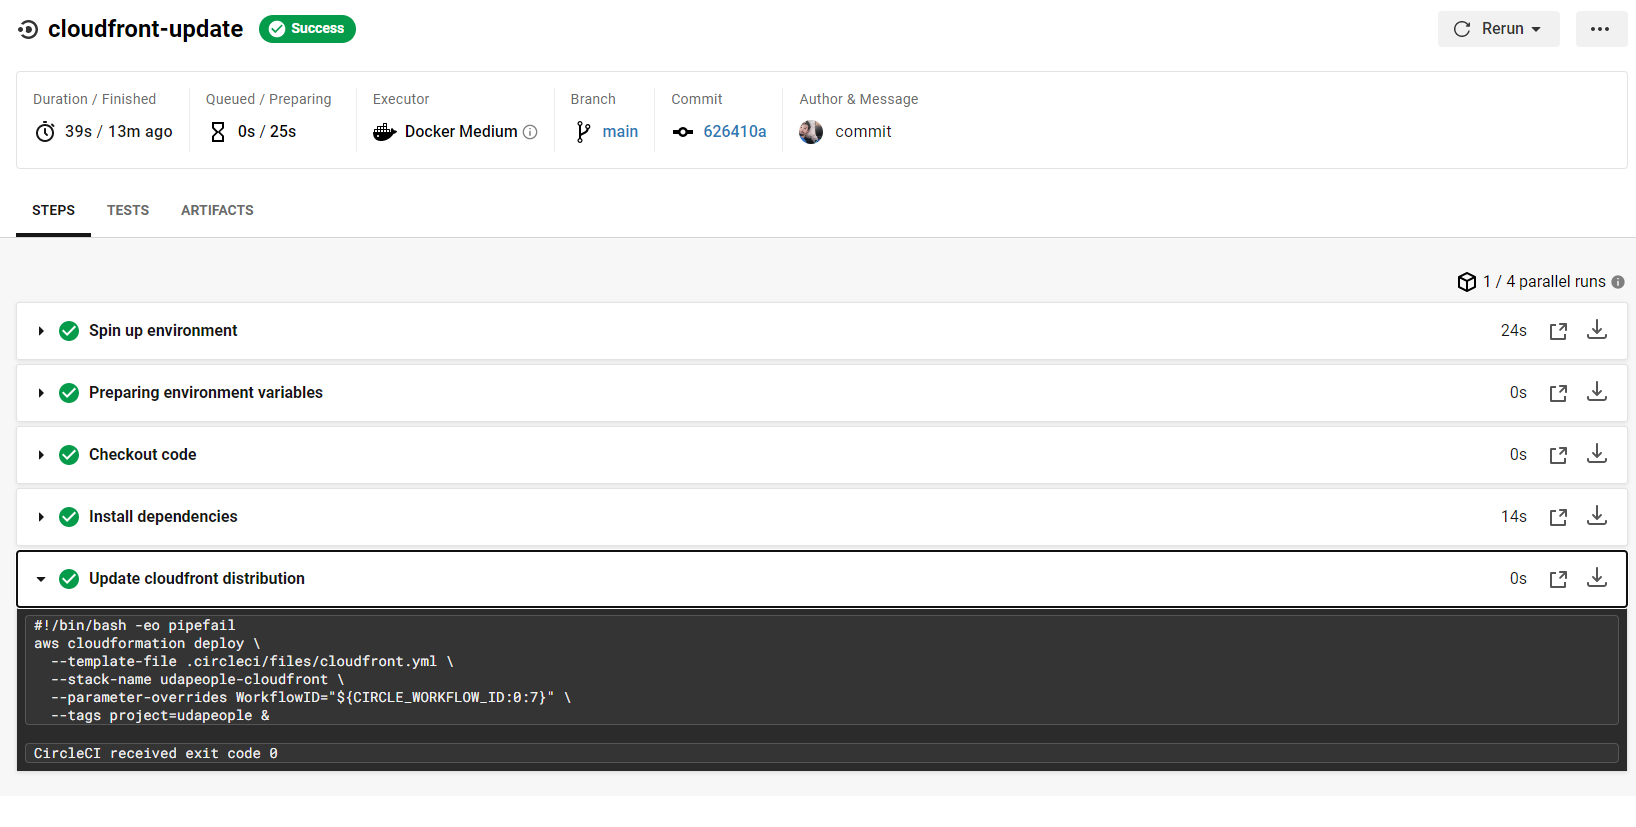 cloudfront-update Success Rerun
Duration / Finished Queued / Preparing Executor Branch Commit Author & Message
39s / 13m ago 0s / 25s Docker Medium main 626410a commit
STEPS TESTS ARTIFACTS
1 / 4 parallel runs
Spin up environment 24s
Preparing environment variables 0s
Checkout code 0s
Install dependencies 14s
Update cloudfront distribution 0s
#!/bin/bash -eo pipefail
aws cloudformation deploy \
  --template-file .circleci/files/cloudfront.yml \
  --stack-name udapeople-cloudfront \
  --parameter-overrides WorkflowID="${CIRCLE_WORKFLOW_ID:0:7}" \
  --tags project=udapeople &
CircleCI received exit code 0